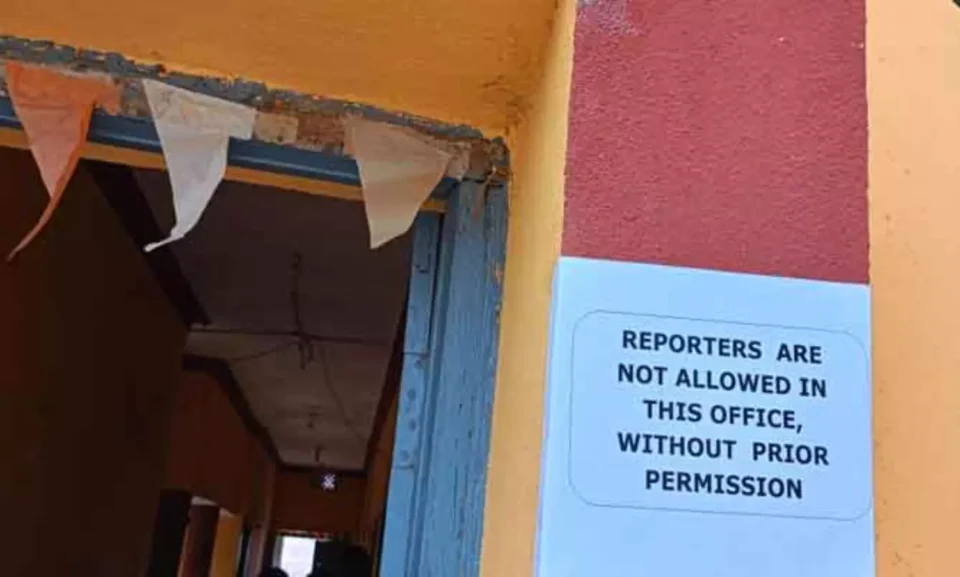 REPORTERS ARE
NOT ALLOWED IN
THIS OFFICE,
WITHOUT PRIOR
PERMISSION